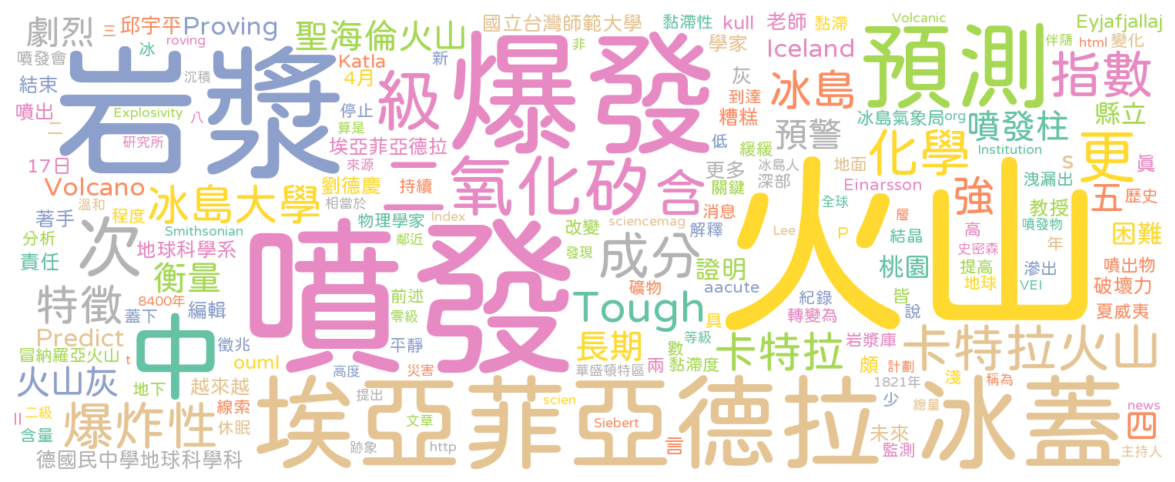 劇烈 三 邱宇平 Proving 聖海倫火山 國立台灣師範大學 黏滯性 kull 老師 黏滯 Volcanic Eyjafjallaj
噴發會 冰 roving Katla 新 非 學家 Iceland 伴隨 html 變化
結束 沉積 岩漿 4月 級 爆發 灰 冰島 預測 指數
噴出 Explosivity 八 停止 到達 糟糕 冰島氣象局 org 噴發柱 縣立
二 研究所 算是 埃亞菲亞德拉 低 預警 Institution
17日 來源 二氧化矽 緩緩 更多 冰島人 地面 化學 更 S 洩漏出 眞
Volcano 溫和 冰島大學 劉德慶 持續 含 關鍵 深部 Einarsson 強 五 歷史
著手 程度 相當於 物理學家 Index sciencemag 消息 全球 層 高 教授 噴發物
分析 Smithsonian 地球科學系 鄰近 改變 解釋 Lee P 結晶 史密森 年 困難
責任 次 衡量 噴發 發現 成分 證明 火山 桃園 提高 滲出 噴出物
特徵 8400年 編輯 前述 礦物 aacute 紀錄 皆 地球 VEI 破壞力
蓋下 零級 Tough 具 轉變為 說 夏威夷
Predict 中 徵兆 平靜 等級 岩漿庫
冒納羅亞火山 t ouml 長期 兩 數 卡特拉 頗 計劃 卡特拉火山
火山灰 地下 越來越 高度 災害 華盛頓特區 黏滯度 1821年 淺 稱為
II 二級 爆炸性 線索 提出 埃亞菲亞德拉 scien 少 總量 冰蓋 news
含量 休眠 文章 Siebert 未來 四
德國民中學地球科學科 跡象 http 言 監測 主持人